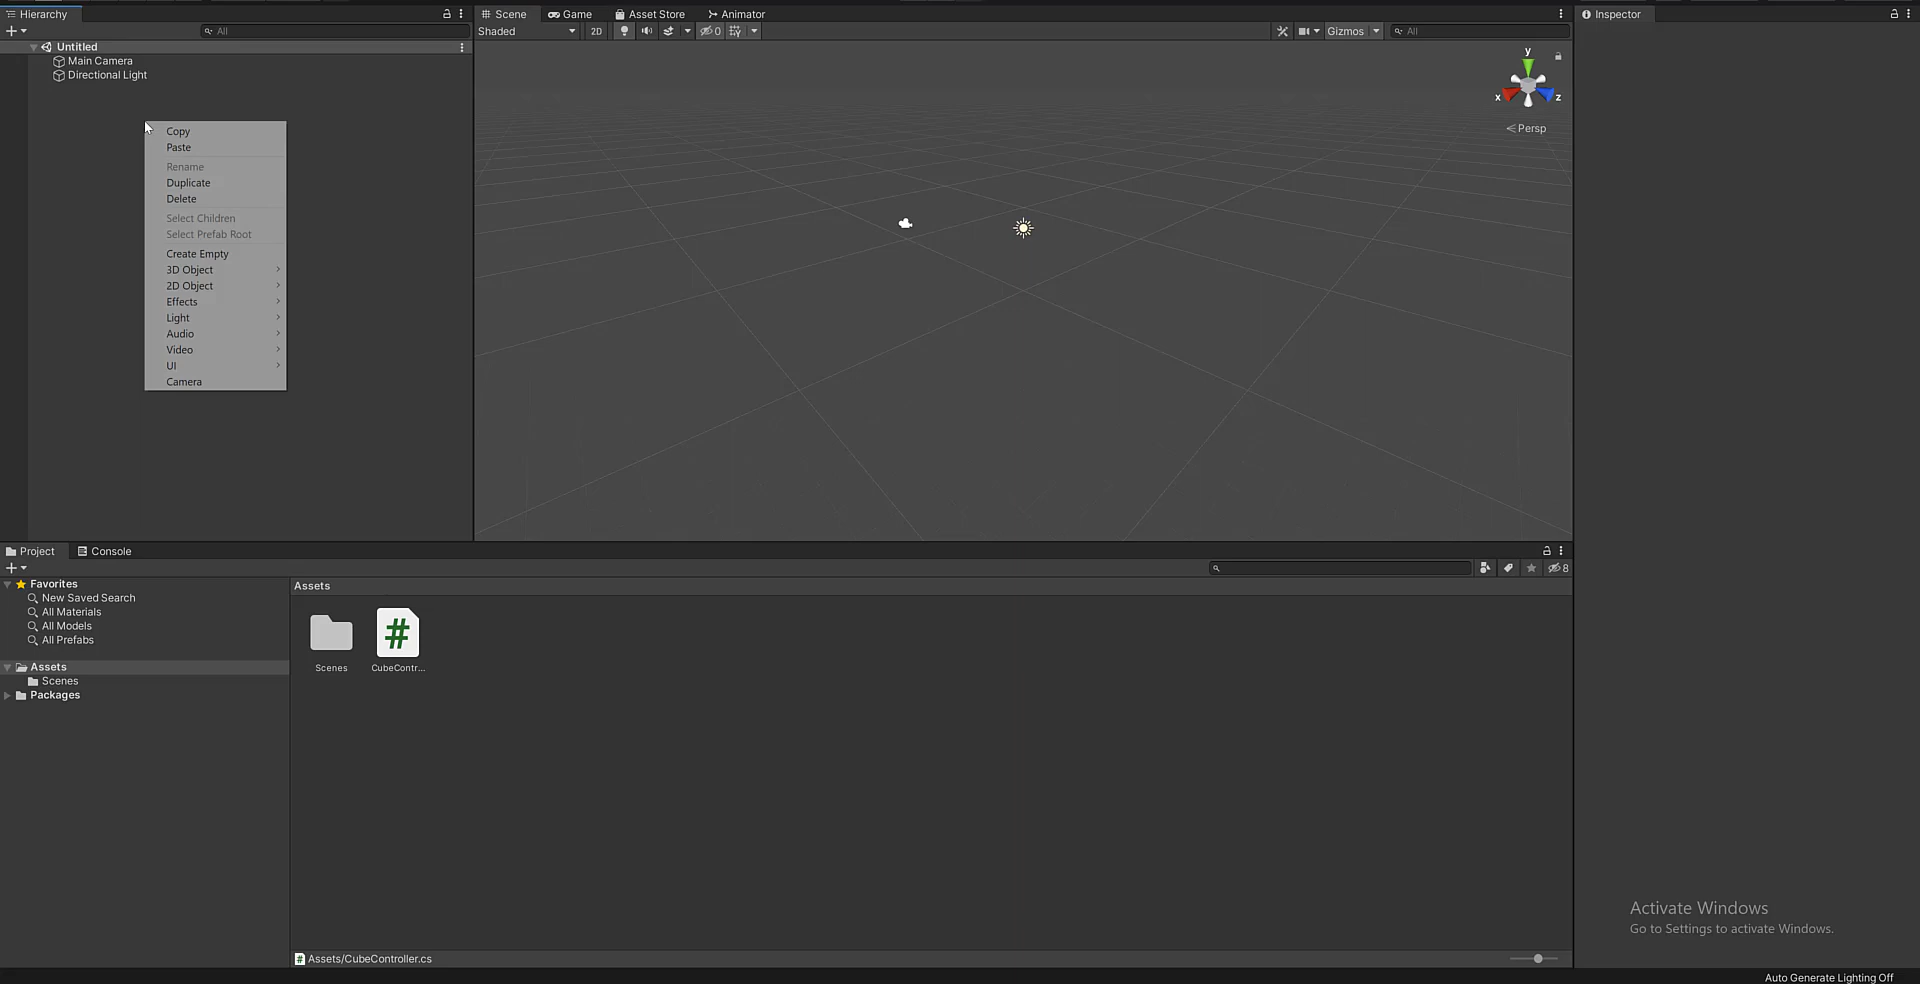 Hierarchy
All
Untitled
Main Camera
Directional Light
Copy
Paste
Rename
Duplicate
Delete
Select Children
Select Prefab Root
Create Empty
3D Object
2D Object
Effects
Light
Audio
Video
UI
Camera
Scene Game Asset Store Animator
Shaded 2D 0 Gizmos All
y
x z
Persp
Inspector
Project Console
8
Favorites
New Saved Search
All Materials
All Models
All Prefabs
Assets
Scenes
Packages
Assets
Scenes CubeContr...
Assets/CubeController.cs
Activate Windows
Go to Settings to activate Windows.
Auto Generate Lighting Off